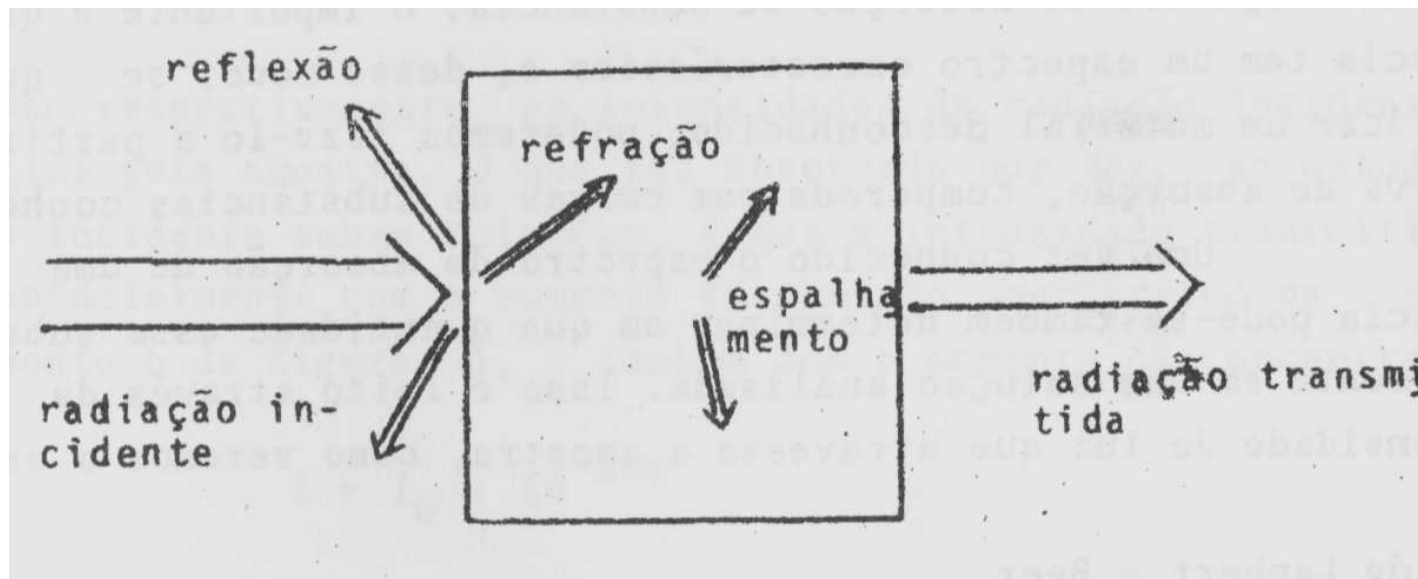 reflexão
refração
espalha
mento
radiação in-
cidente
radiação transmi
tida